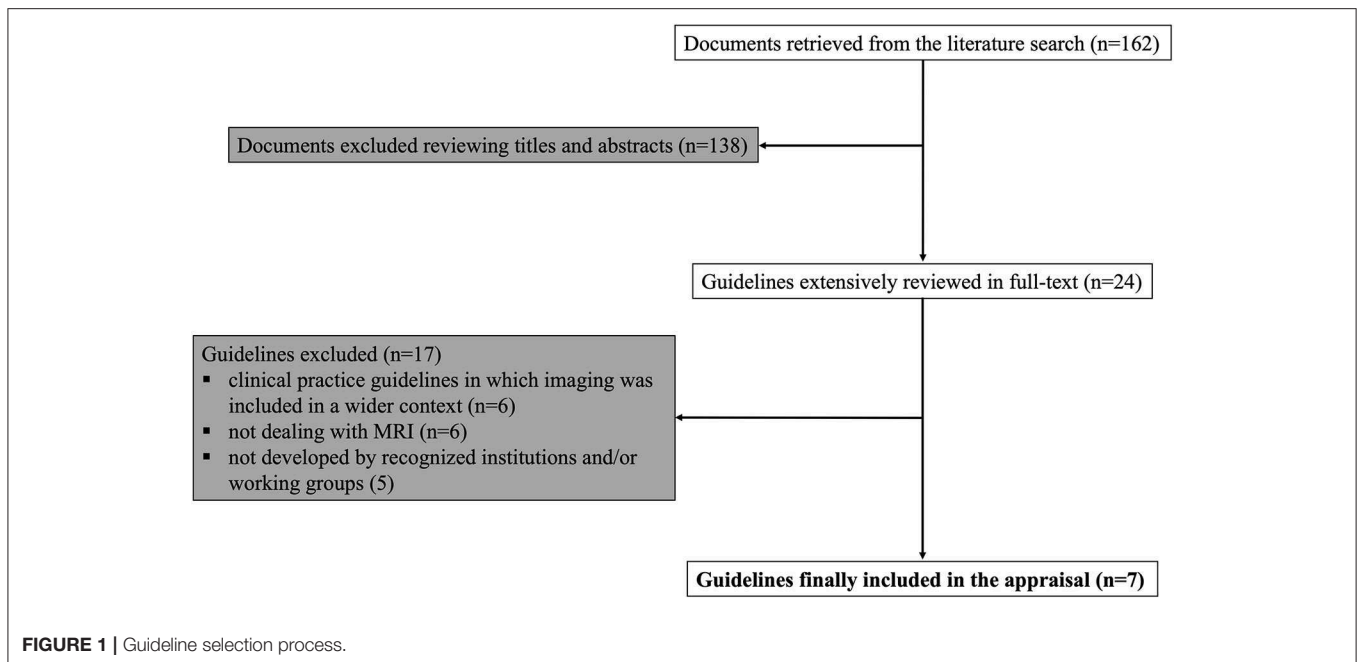 Documents retrieved from the literature search (n=162)
Documents excluded reviewing titles and abstracts (n=138)
Guidelines extensively reviewed in full-text (n=24)
Guidelines excluded (n=17)
▪ clinical practice guidelines in which imaging was
included in a wider context (n=6)
▪ not dealing with MRI (n=6)
▪ not developed by recognized institutions and/or
working groups (5)
Guidelines finally included in the appraisal (n=7)
FIGURE 1 | Guideline selection process.